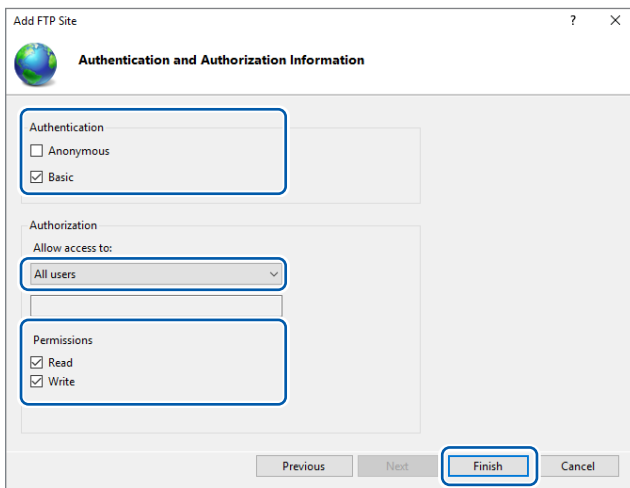 Add FTP Site
?
Authentication and Authorization Information
Authentication
Anonymous
Basic
Authorization
Allow access to:
All users
Permissions
Read
Write
Previous Next Finish Cancel